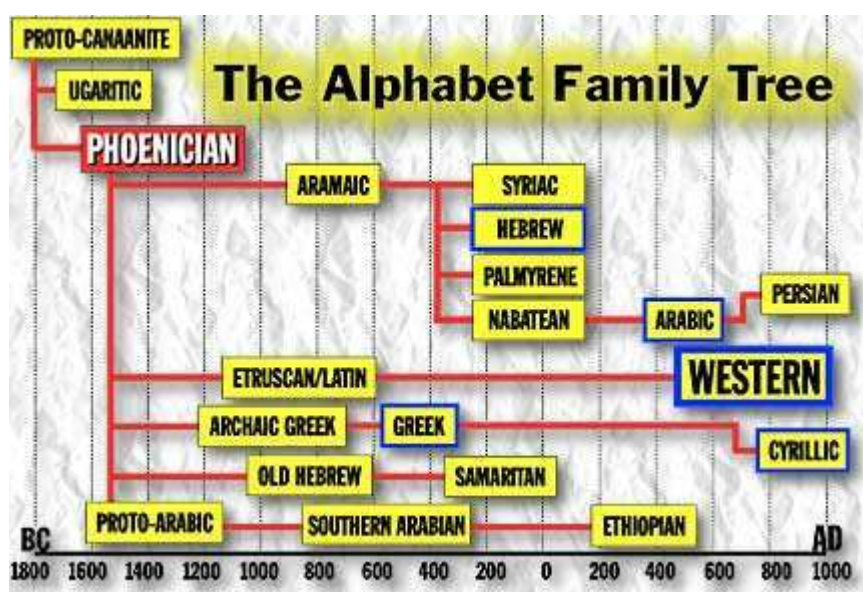 PROTO-CANAANITE
The Alphabet Family Tree
UGARITIC
PHOENICIAN
ARAMAIC
SYRIAC
HEBREW
PALMYRENE
NABATEAN
ARABIC
PERSIAN
ETRUSCAN/LATIN
WESTERN
ARCHAIC GREEK
GREEK
CYRILLIC
OLD HEBREW
SAMARITAN
PROTO-ARABIC
SOUTHERN ARABIAN
ETHIOPIAN
BC AD
1800 1600 1400 1200 1000 800 600 400 200 0 200 400 600 800 1000